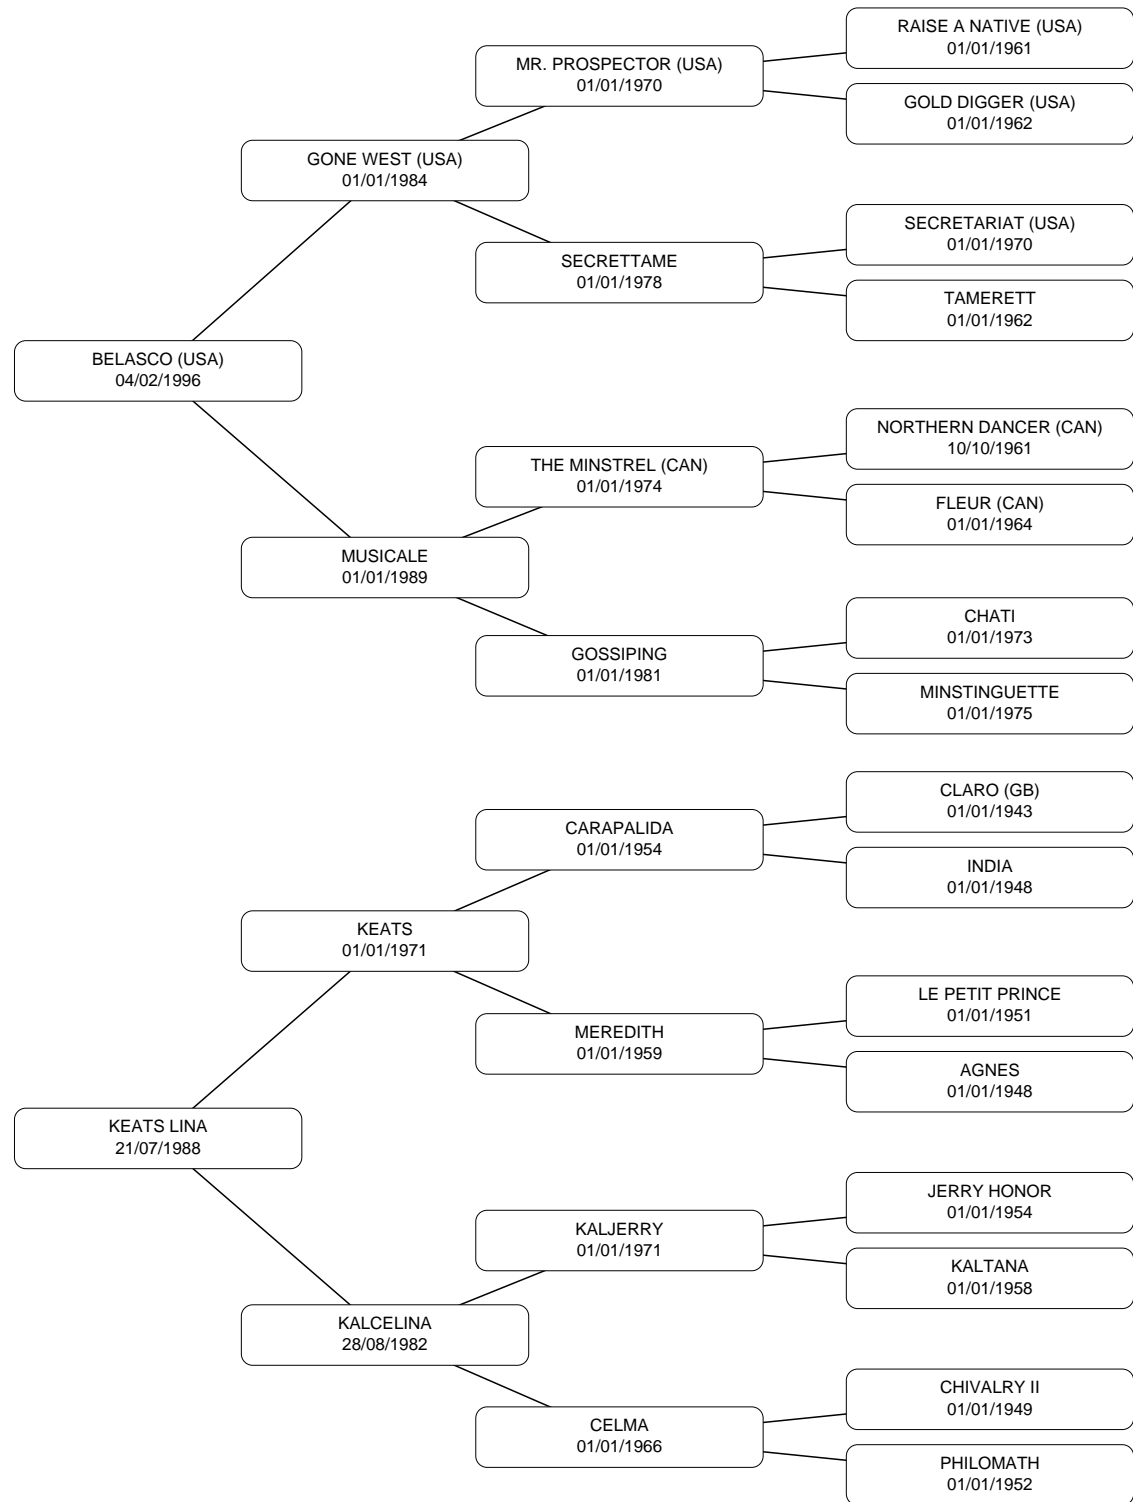 RAISE A NATIVE (USA)
01/01/1961
MR. PROSPECTOR (USA)
01/01/1970
GOLD DIGGER (USA)
01/01/1962
GONE WEST (USA)
01/01/1984
SECRETARIAT (USA)
01/01/1970
SECRETTAME
01/01/1978
TAMERETT
01/01/1962
BELASCO (USA)
04/02/1996
NORTHERN DANCER (CAN)
10/10/1961
THE MINSTREL (CAN)
01/01/1974
FLEUR (CAN)
01/01/1964
MUSICALE
01/01/1989
CHATI
01/01/1973
GOSSIPING
01/01/1981
MINSTINGUETTE
01/01/1975
CLARO (GB)
01/01/1943
CARAPALIDA
01/01/1954
INDIA
01/01/1948
KEATS
01/01/1971
LE PETIT PRINCE
01/01/1951
MEREDITH
01/01/1959
AGNES
01/01/1948
KEATS LINA
21/07/1988
JERRY HONOR
01/01/1954
KALJERRY
01/01/1971
KALTANA
01/01/1958
KALCELINA
28/08/1982
CHIVALRY II
01/01/1949
CELMA
01/01/1966
PHILOMATH
01/01/1952